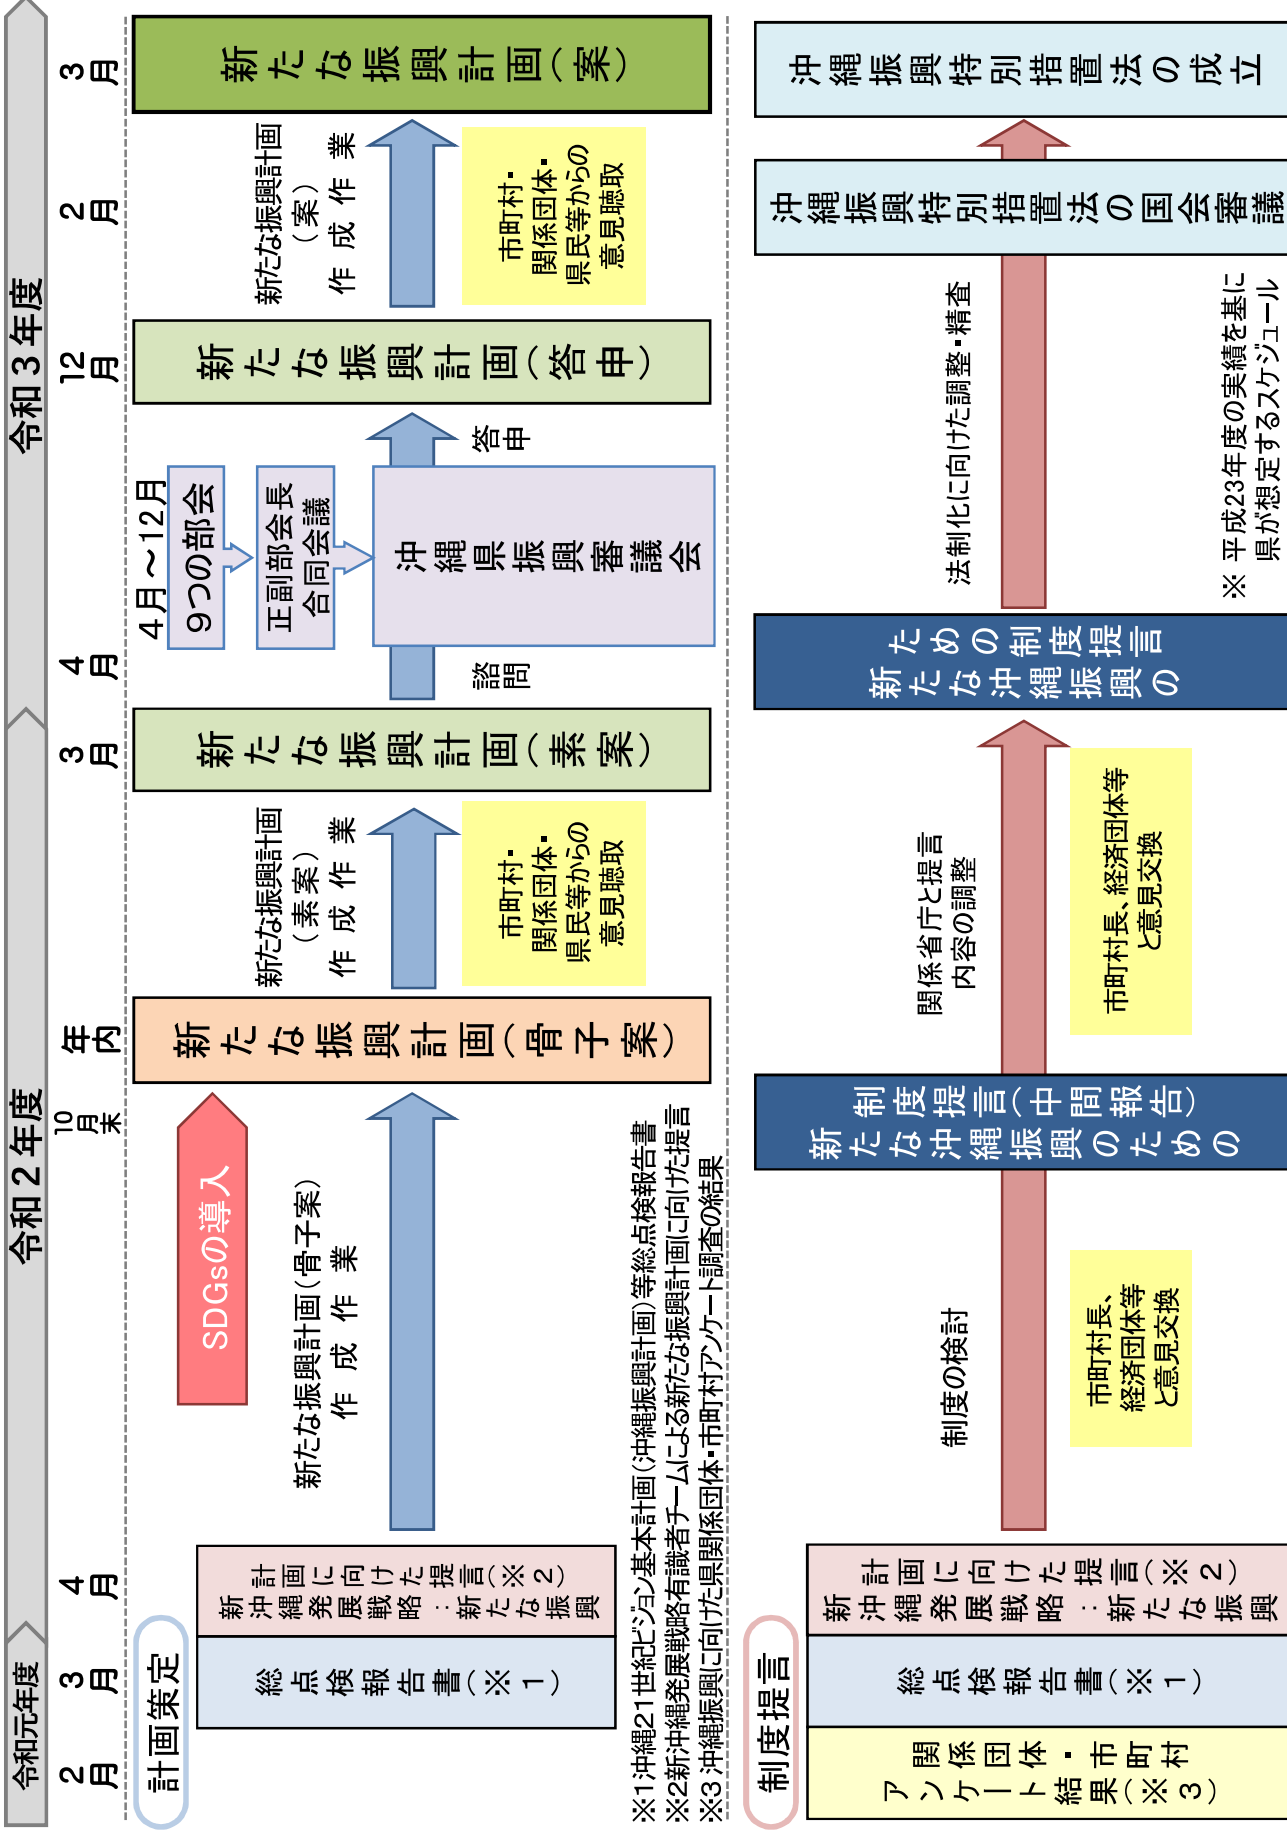 令和元年度
令和２年度
令和３年度
２月
３月
４月
10月末
年内
３月
４月
12月
２月
３月
計画策定
総点検報告書（※１）
新沖縄発展戦略：新たな振興
計画に向けた提言（※２）
SDGsの導入
新たな振興計画（骨子案）
作成作業
新たな振興計画（骨子案）
新たな振興計画
（素案）
作成作業
市町村・
関係団体・
県民等からの
意見聴取
新たな振興計画（素案）
諮問
４月～12月
９つの部会
正副部会長
合同会議
沖縄県振興審議会
答申
新たな振興計画（答申）
新たな振興計画
（案）
作成作業
市町村・
関係団体・
県民等からの
意見聴取
新たな振興計画（案）
※１沖縄21世紀ビジョン基本計画（沖縄振興計画）等総点検報告書
※２新沖縄発展戦略有識者チームによる新たな振興計画に向けた提言
※３沖縄振興に向けた県関係団体・市町村アンケート調査の結果
制度提言
関係団体・市町村
アンケート結果（※３）
総点検報告書（※１）
新沖縄発展戦略：新たな振興
計画に向けた提言（※２）
制度の検討
市町村長、
経済団体等
と意見交換
新たな沖縄振興のための
制度提言（中間報告）
関係省庁と提言
内容の調整
市町村長、経済団体等
と意見交換
新たな沖縄振興の
ための制度提言
法制化に向けた調整・精査
沖縄振興特別措置法の国会審議
沖縄振興特別措置法の成立
※ 平成23年度の実績を基に
県が想定するスケジュール